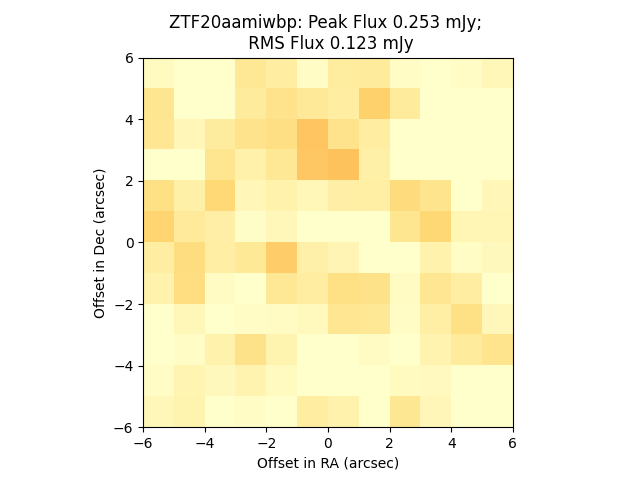 ZTF20aamiwbp: Peak Flux 0.253 mJy;
RMS Flux 0.123 mJy
6
4
2
0
−2
−4
−6
Offset in Dec (arcsec)
−6 −4 −2 0 2 4 6
Offset in RA (arcsec)